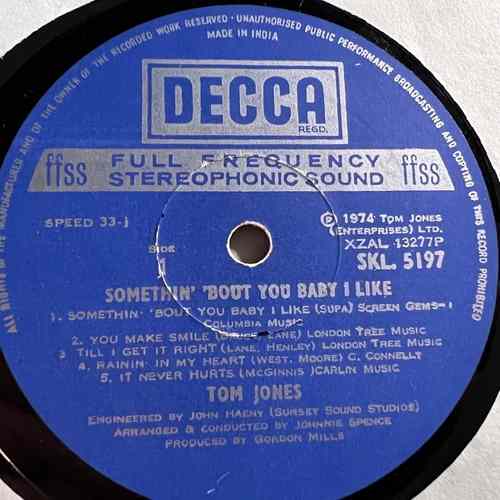 ALL RIGHTS OF THE MANUFACTURER AND OF THE OWNER OF THE RECORDED WORK RESERVED · UNAUTHORISED PUBLIC PERFORMANCE, BROADCASTING AND COPYING OF THIS RECORD PROHIBITED
MADE IN INDIA
DECCA
REGD.
ffss FULL FREQUENCY STEREOPHONIC SOUND ffss
SPEED 33-⅓
Side
1
Ⓟ 1974 TOM JONES
(ENTERPRISES) LTD.
XZAL 13277P
SKL. 5197
SOMETHIN' 'BOUT YOU BABY I LIKE
1. SOMETHIN' 'BOUT YOU BABY I LIKE (SUPA) SCREEN GEMS-
COLUMBIA MUSIC
2. YOU MAKE SMILE (LANE) LONDON TREE MUSIC
3 TILL I GET IT RIGHT (LANE, HENLEY) LONDON TREE MUSIC
4. RAININ' IN MY HEART (WEST, MOORE) C. CONNELLY
5. IT NEVER HURTS (MCGINNIS) CARLIN MUSIC
TOM JONES
ENGINEERED BY JOHN HAENY (SUNSET SOUND STUDIOS)
ARRANGED & CONDUCTED BY JOHNNIE SPENCE
PRODUCED BY GORDON MILLS